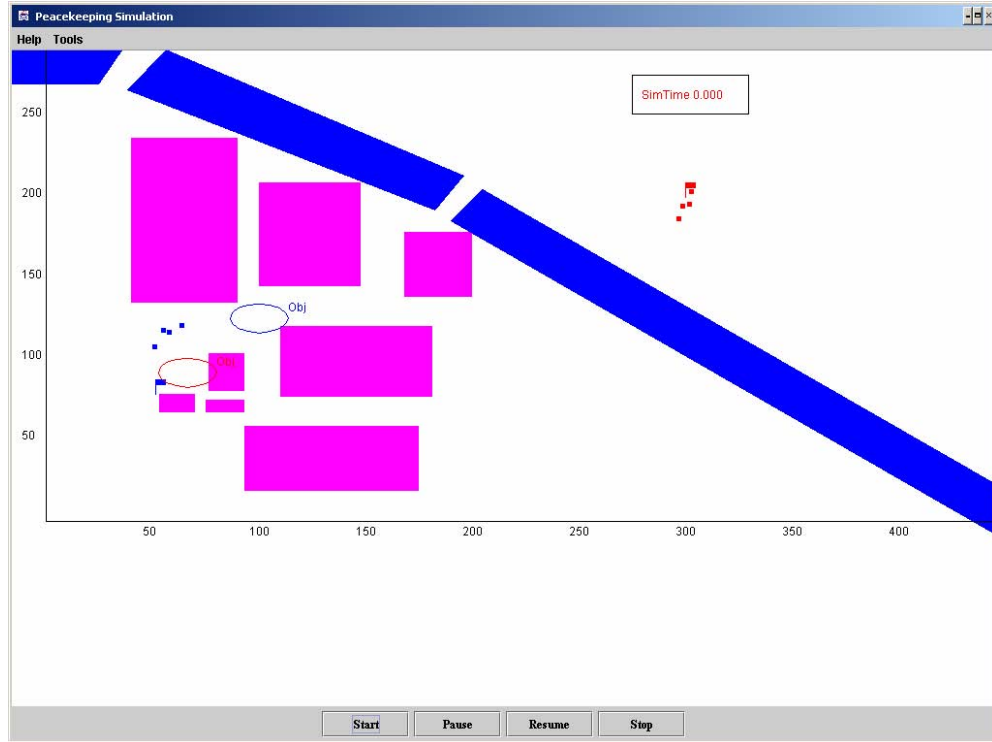 Peacekeeping Simulation
Help Tools
SimTime 0.000
250
200
150
100
50
Obj
Obj
50 100 150 200 250 300 350 400
Start Pause Resume Stop